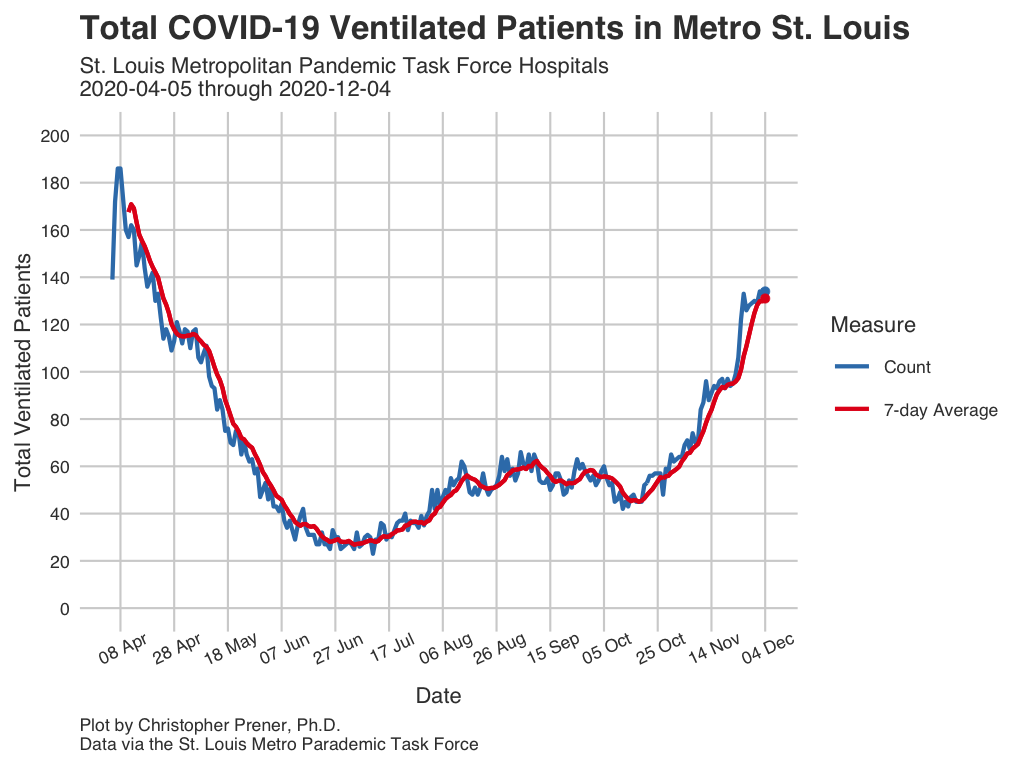 Total COVID-19 Ventilated Patients in Metro St. Louis
St. Louis Metropolitan Pandemic Task Force Hospitals
2020-04-05 through 2020-12-04
Total Ventilated Patients
200
180
160
140
120
100
80
60
40
20
0
08 Apr
28 Apr
18 May
07 Jun
27 Jun
17 Jul
06 Aug
26 Aug
15 Sep
05 Oct
25 Oct
14 Nov
04 Dec
Date
Measure
Count
7-day Average
Plot by Christopher Prener, Ph.D.
Data via the St. Louis Metro Parademic Task Force